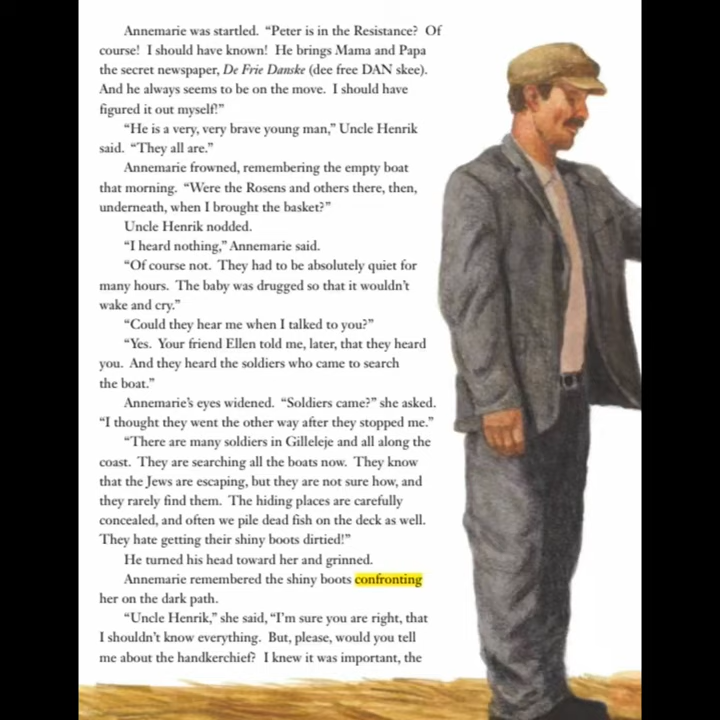 Annemarie was startled. “Peter is in the Resistance? Of
course! I should have known! He brings Mama and Papa
the secret newspaper, De Frie Danske (dee free DAN skee).
And he always seems to be on the move. I should have
figured it out myself!”
“He is a very, very brave young man,” Uncle Henrik
said. “They all are.”
Annemarie frowned, remembering the empty boat
that morning. “Were the Rosens and others there, then,
underneath, when I brought the basket?”
Uncle Henrik nodded.
“I heard nothing,” Annemarie said.
“Of course not. They had to be absolutely quiet for
many hours. The baby was drugged so that it wouldn’t
wake and cry.”
“Could they hear me when I talked to you?”
“Yes. Your friend Ellen told me, later, that they heard
you. And they heard the soldiers who came to search
the boat.”
Annemarie’s eyes widened. “Soldiers came?” she asked.
“I thought they went the other way after they stopped me.”
“There are many soldiers in Gilleleje and all along the
coast. They are searching all the boats now. They know
that the Jews are escaping, but they are not sure how, and
they rarely find them. The hiding places are carefully
concealed, and often we pile dead fish on the deck as well.
They hate getting their shiny boots dirtied!”
He turned his head toward her and grinned.
Annemarie remembered the shiny boots confronting
her on the dark path.
“Uncle Henrik,” she said, “I’m sure you are right, that
I shouldn’t know everything. But, please, would you tell
me about the handkerchief? I knew it was important, the